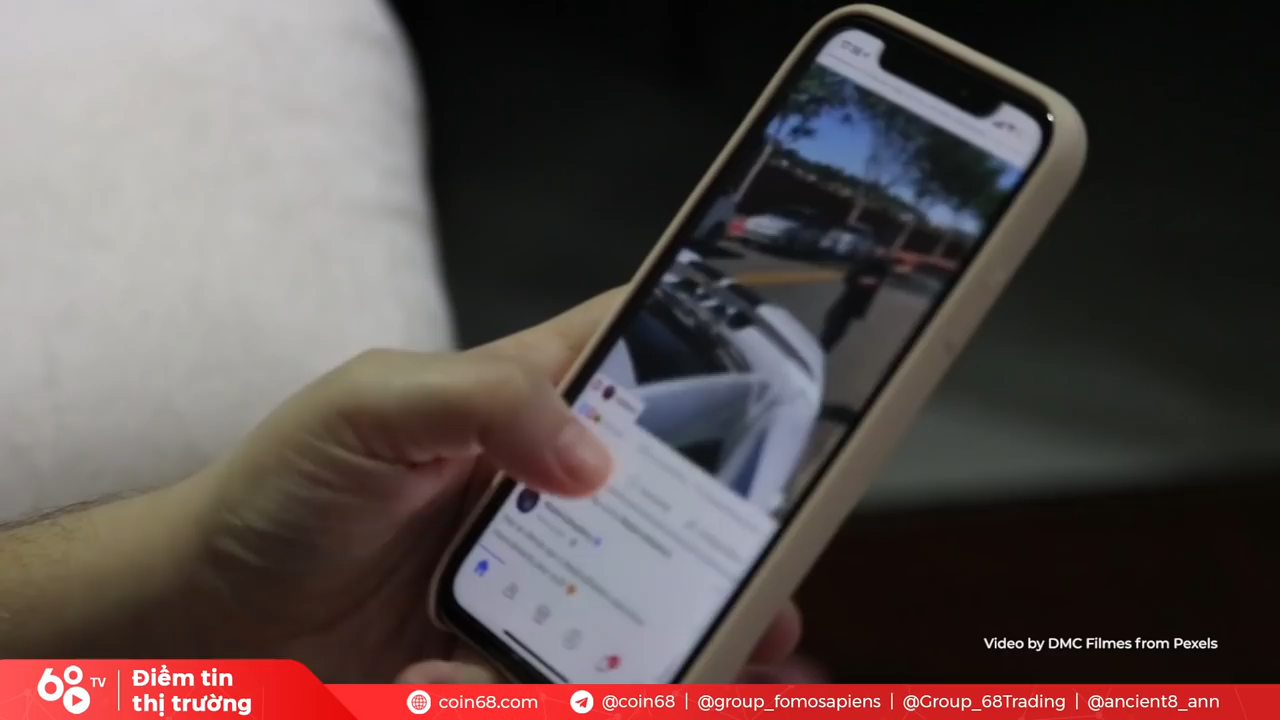 Video by DMC Filmes from Pexels
68 TV
Điểm tin
thị trường
coin68.com
@coin68 | @group_fomosapiens | @Group_68Trading | @ancient8_ann